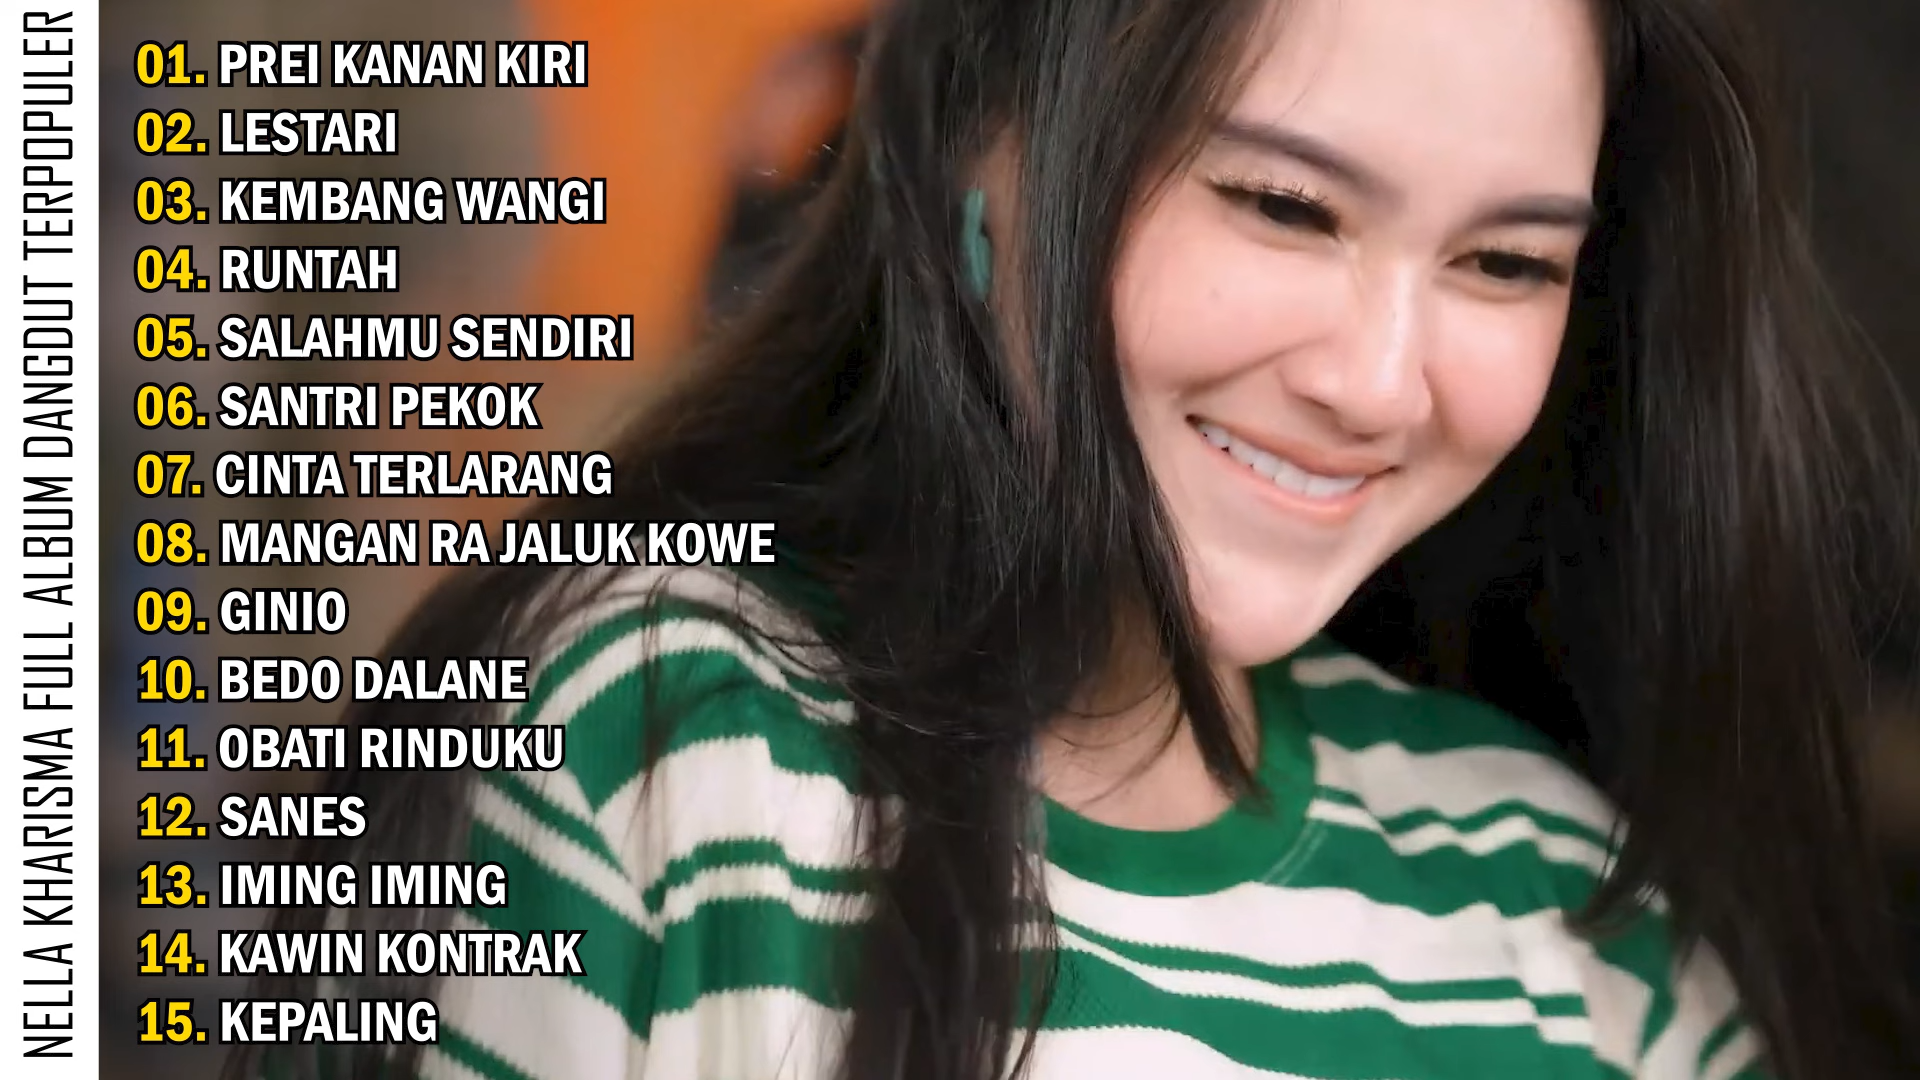 NELLA KHARISMA FULL ALBUM DANGDUT TERPOPULER
01. PREI KANAN KIRI
02. LESTARI
03. KEMBANG WANGI
04. RUNTAH
05. SALAHMU SENDIRI
06. SANTRI PEKOK
07. CINTA TERLARANG
08. MANGAN RA JALUK KOWE
09. GINIO
10. BEDO DALANE
11. OBATI RINDUKU
12. SANES
13. IMING IMING
14. KAWIN KONTRAK
15. KEPALING